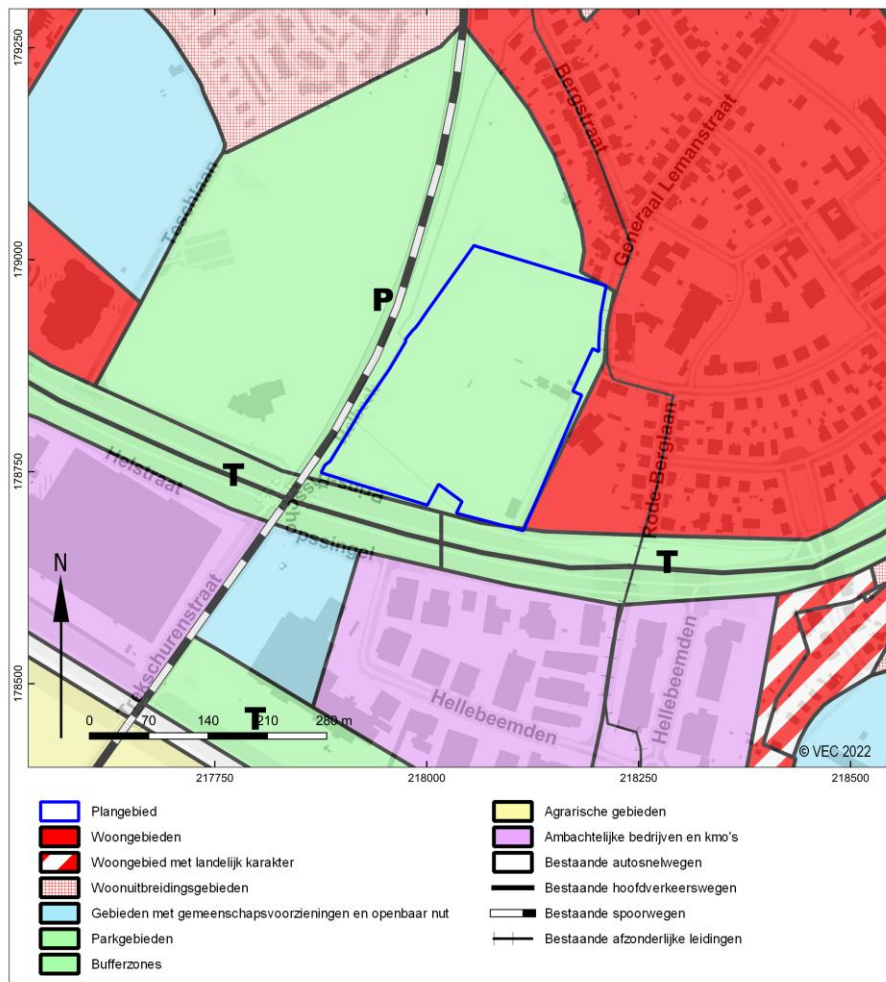 179250
179000
178750
178500
Bergstraat
Generaal Lemanstraat
Teschlaan
P
T
Helstraat
T
Rode-Berglaan
Trekschurenstraat
T
Hellebeemden
Hellebeemden
N
0 70 140 210 280 m
© VEC 2022
217750 218000 218250 218500
Plangebied
Woongebieden
Woongebied met landelijk karakter
Woonuitbreidingsgebieden
Gebieden met gemeenschapsvoorzieningen en openbaar nut
Parkgebieden
Bufferzones
Agrarische gebieden
Ambachtelijke bedrijven en kmo's
Bestaande autosnelwegen
Bestaande hoofdverkeerswegen
Bestaande spoorwegen
Bestaande afzonderlijke leidingen